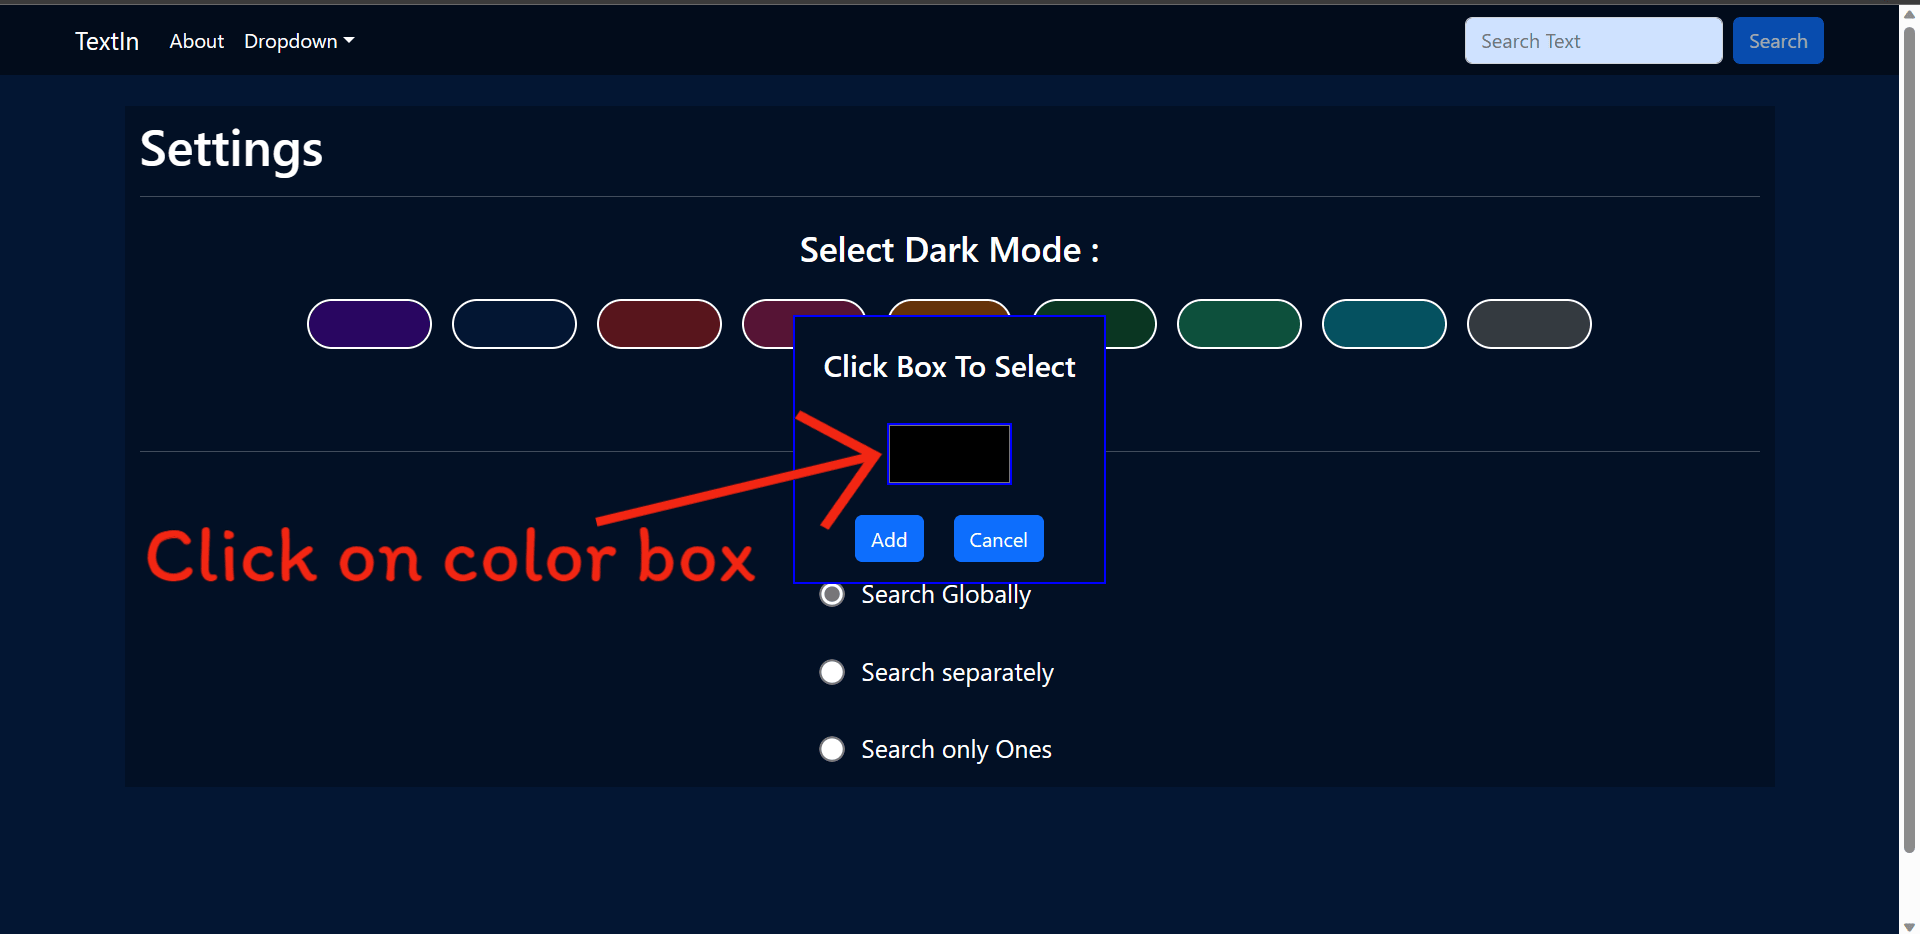 TextIn About Dropdown Search Text Search
Settings
Select Dark Mode :
Click Box To Select
Click on color box
Add Cancel
Search Globally
Search separately
Search only Ones